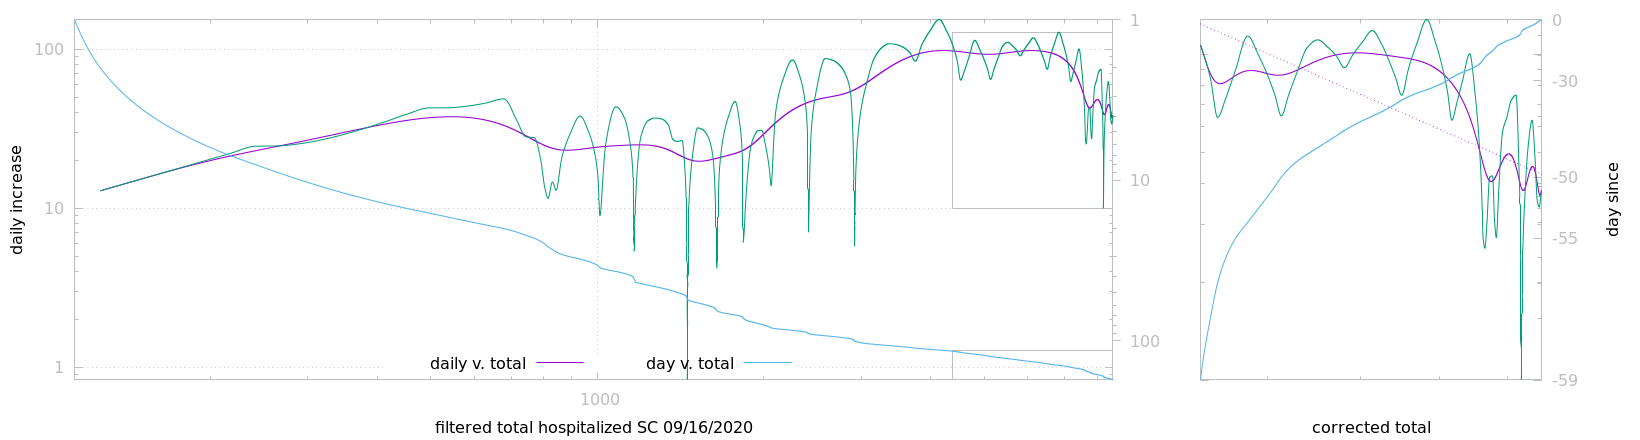 100
10
1
daily increase
1
10
100
daily v. total
day v. total
1000
filtered total hospitalized SC 09/16/2020
0
-30
-50
-55
-59
day since
corrected total